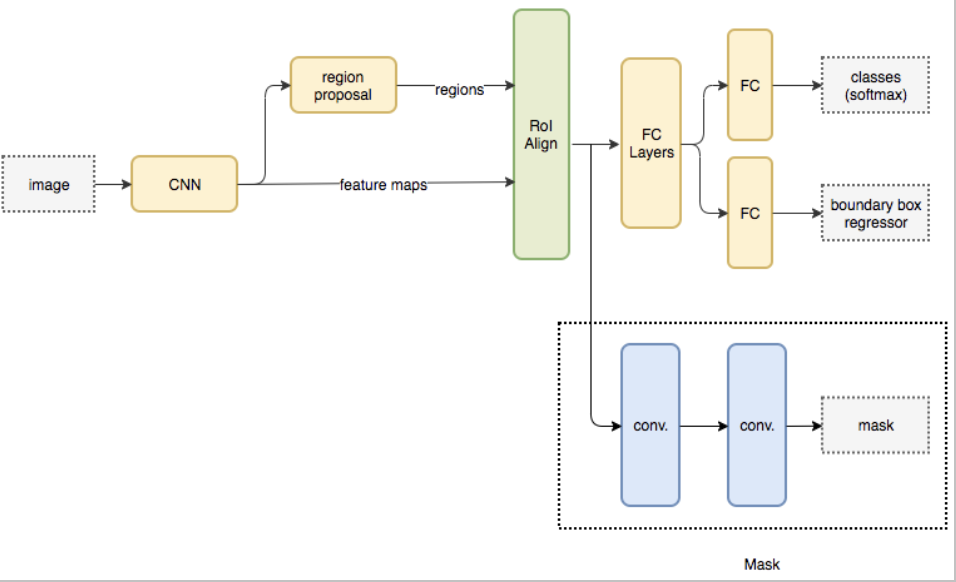 image
CNN
region
proposal
regions
feature maps
RoI
Align
FC
Layers
FC
classes
(softmax)
FC
boundary box
regressor
conv.
conv.
mask
Mask